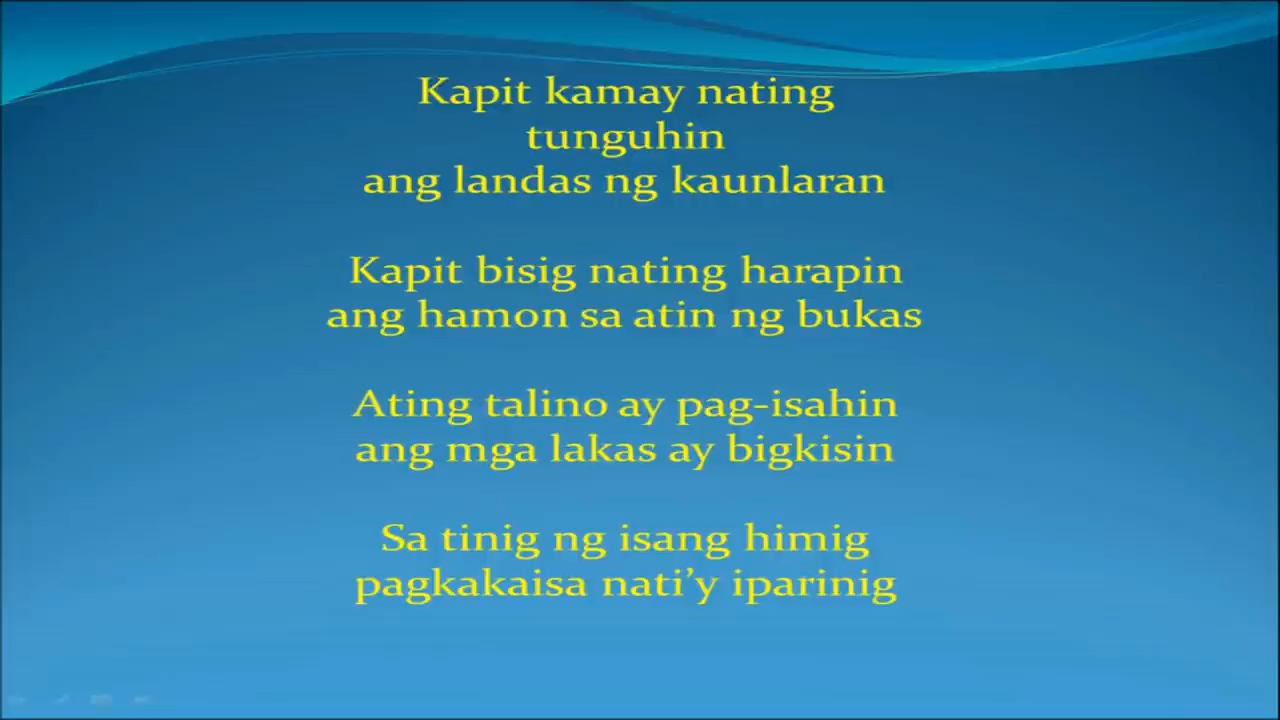 Kapit kamay nating
tunguhin
ang landas ng kaunlaran
Kapit bisig nating harapin
ang hamon sa atin ng bukas
Ating talino ay pag-isahin
ang mga lakas ay bigkisin
Sa tinig ng isang himig
pagkakaisa nati’y iparinig